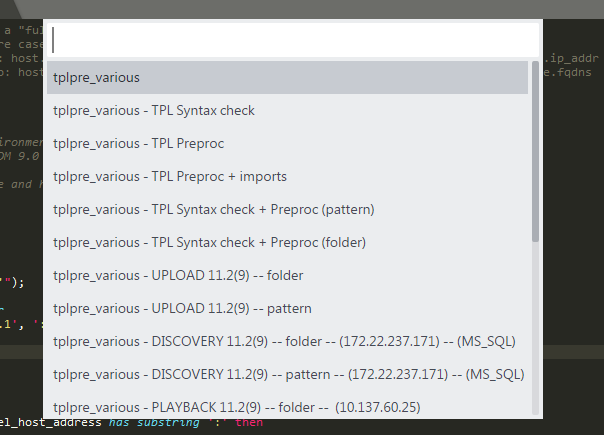 a "ful
re case
: host. .ip_addr
o: host e.fqdns
tplpre_various
tplpre_various - TPL Syntax check
tplpre_various - TPL Preproc
ironmen
tplpre_various - TPL Preproc + imports
DM 9.0
e and h
tplpre_various - TPL Syntax check + Preproc (pattern)
tplpre_various - TPL Syntax check + Preproc (folder)
tplpre_various - UPLOAD 11.2(9) -- folder
'");
tplpre_various - UPLOAD 11.2(9) -- pattern
r
.1', ':
tplpre_various - DISCOVERY 11.2(9) -- folder -- (172.22.237.171) -- (MS_SQL)
tplpre_various - DISCOVERY 11.2(9) -- pattern -- (172.22.237.171) -- (MS_SQL)
tplpre_various - PLAYBACK 11.2(9) -- folder -- (10.137.60.25)
el_host_address has substring ':' then